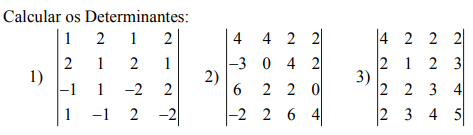 Calcular os Determinantes:
1) |1 2 1 2| 2) |4 4 2 2| 3) |4 2 2 2|
|2 1 2 1| |-3 0 4 2| |2 1 2 3|
|-1 1 -2 2| |6 2 2 0| |2 2 3 4|
|1 -1 2 -2| |-2 2 6 4| |2 3 4 5|